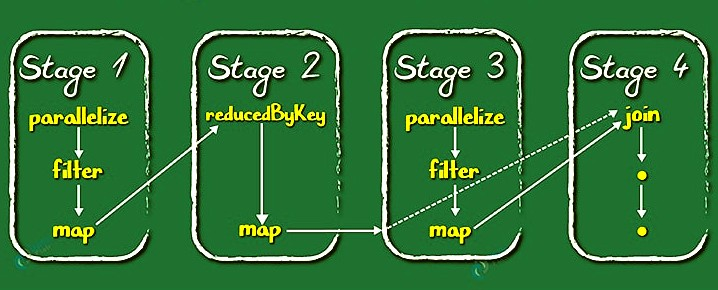 Stage 1
parallelize
filter
map
Stage 2
reducedByKey
map
Stage 3
parallelize
filter
map
Stage 4
join